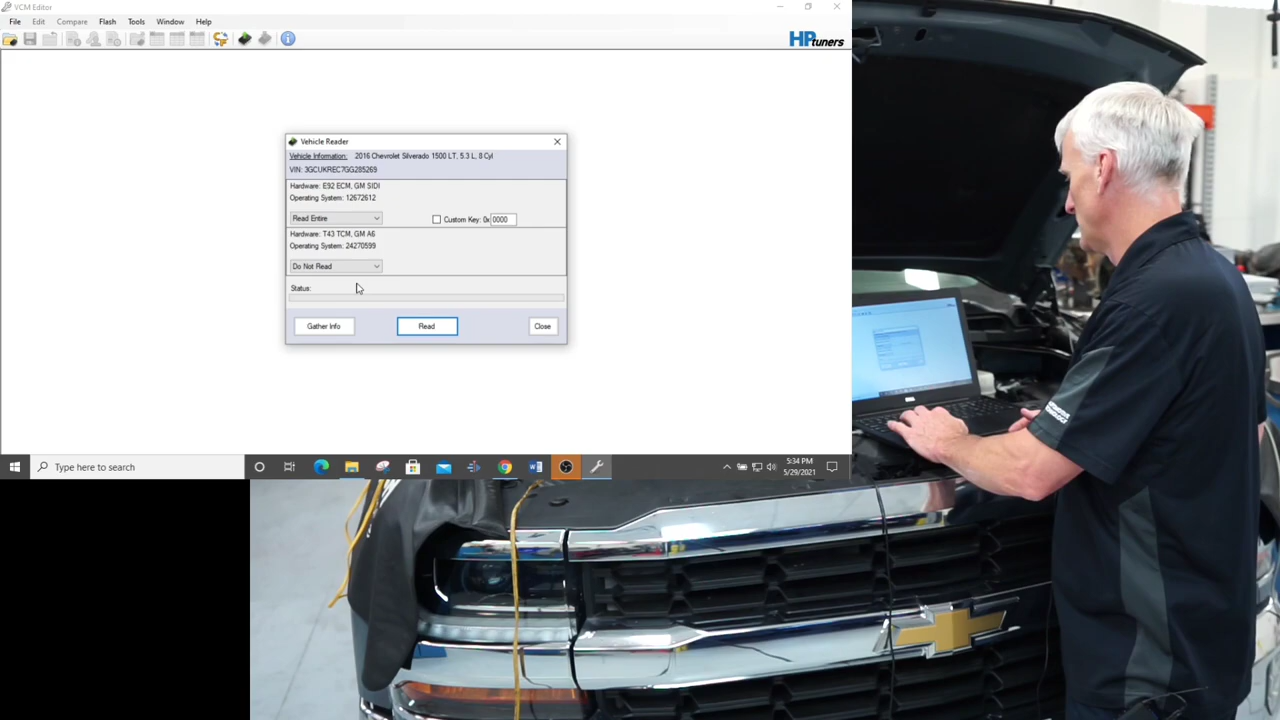 VCM Editor
File Edit Compare Flash Tools Window Help
HPtuners
Vehicle Reader
Vehicle Information: 2016 Chevrolet Silverado 1500 LT, 5.3 L, 8 Cyl
VIN: 3GCUKREC7GG285269
Hardware: E92 ECM, GM SIDI
Operating System: 12672612
Read Entire
Custom Key: 0x 0000
Hardware: T43 TCM, GM A6
Operating System: 24270599
Do Not Read
Status:
Gather Info Read Close
Type here to search
5:34 PM
5/29/2021